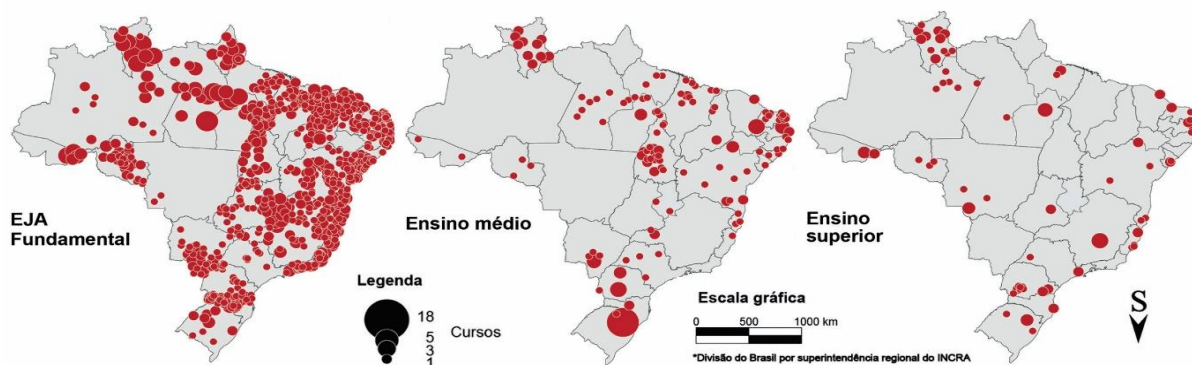 EJA
Fundamental
Legenda
18
5
3
1
Cursos
Ensino médio
Escala gráfica
0 500 1000 km
*Divisão do Brasil por superintendência regional do INCRA
Ensino
superior
S